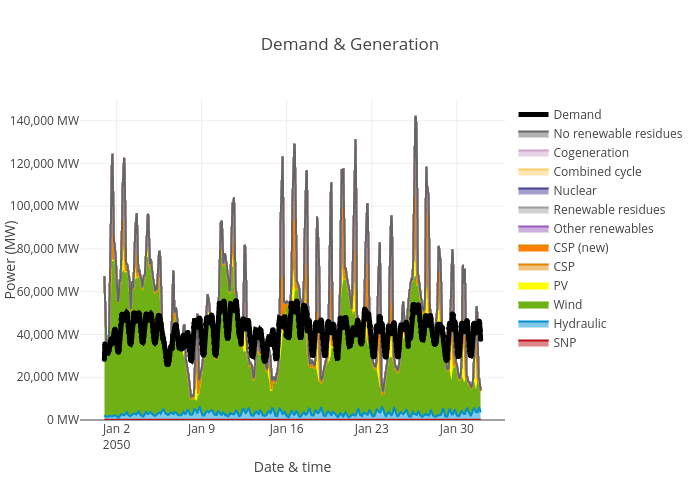 Demand & Generation
140,000 MW
120,000 MW
100,000 MW
80,000 MW
60,000 MW
40,000 MW
20,000 MW
0 MW
Power (MW)
Jan 2
2050
Jan 9
Jan 16
Jan 23
Jan 30
Date & time
Demand
No renewable residues
Cogeneration
Combined cycle
Nuclear
Renewable residues
Other renewables
CSP (new)
CSP
PV
Wind
Hydraulic
SNP